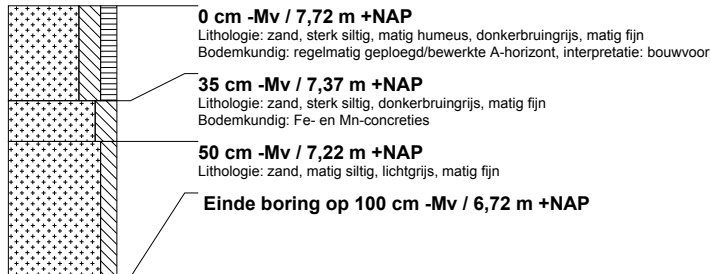 0 cm -Mv / 7,72 m +NAP
Lithologie: zand, sterk siltig, matig humeus, donkerbruingrijs, matig fijn
Bodemkundig: regelmatig geploegd/bewerkte A-horizont, interpretatie: bouwvoor
35 cm -Mv / 7,37 m +NAP
Lithologie: zand, sterk siltig, donkerbruingrijs, matig fijn
Bodemkundig: Fe- en Mn-concreties
50 cm -Mv / 7,22 m +NAP
Lithologie: zand, matig siltig, lichtgrijs, matig fijn
Einde boring op 100 cm -Mv / 6,72 m +NAP